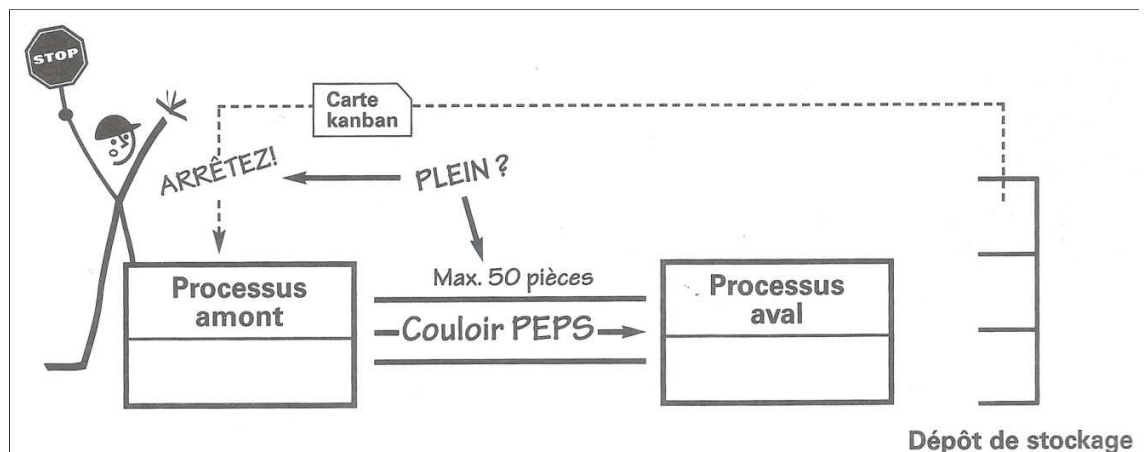 STOP
Carte
kanban
ARRÊTEZ!
PLEIN ?
Max. 50 pièces
Processus
amont
Couloir PEPS
Processus
aval
Dépôt de stockage